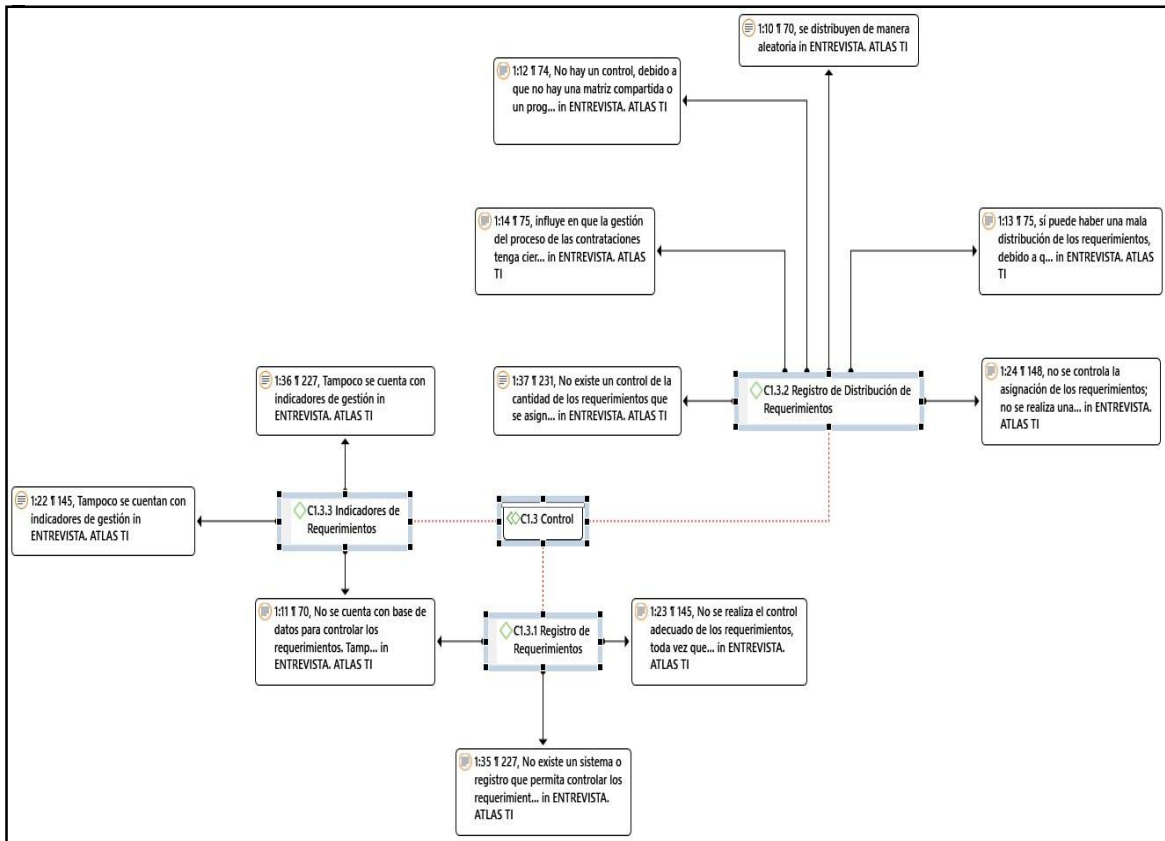 1:10 ¶ 70, se distribuyen de manera
aleatoria in ENTREVISTA. ATLAS TI
1:12 ¶ 74, No hay un control, debido a
que no hay una matriz compartida o
un prog... in ENTREVISTA. ATLAS TI
1:14 ¶ 75, influye en que la gestión
del proceso de las contrataciones
tenga cier... in ENTREVISTA. ATLAS
TI
1:13 ¶ 75, sí puede haber una mala
distribución de los requerimientos,
debido a q... in ENTREVISTA. ATLAS
TI
1:36 ¶ 227, Tampoco se cuenta con
indicadores de gestión in
ENTREVISTA. ATLAS TI
1:37 ¶ 231, No existe un control de la
cantidad de los requerimientos que
se asign... in ENTREVISTA. ATLAS TI
C1.3.2 Registro de Distribución de
Requerimientos
1:24 ¶ 148, no se controla la
asignación de los requerimientos;
no se realiza una... in ENTREVISTA.
ATLAS TI
1:22 ¶ 145, Tampoco se cuentan con
indicadores de gestión in
ENTREVISTA. ATLAS TI
C1.3.3 Indicadores de
Requerimientos
C1.3 Control
1:11 ¶ 70, No se cuenta con base de
datos para controlar los
requerimientos. Tamp... in
ENTREVISTA. ATLAS TI
C1.3.1 Registro de
Requerimientos
1:23 ¶ 145, No se realiza el control
adecuado de los requerimientos,
toda vez que... in ENTREVISTA.
ATLAS TI
1:35 ¶ 227, No existe un sistema o
registro que permita controlar los
requerimient... in ENTREVISTA.
ATLAS TI